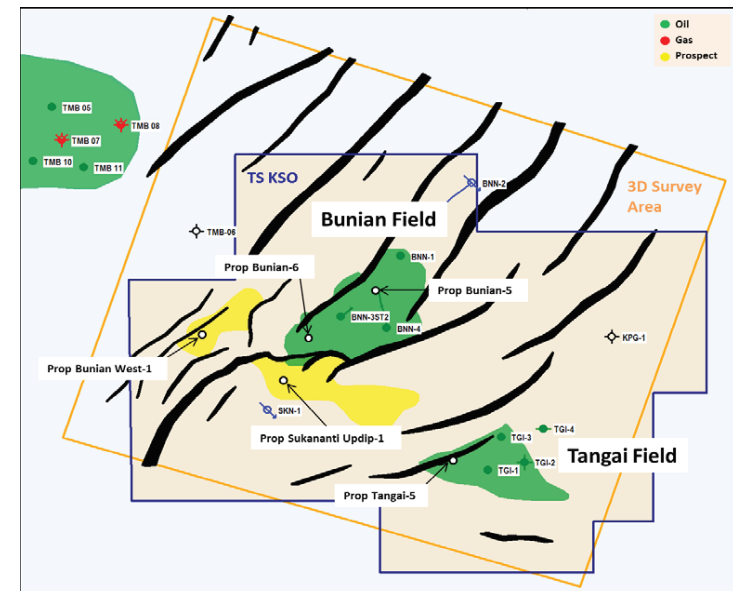 Oil
Gas
Prospect
TMB 05
TMB 08
TMB 07
TMB 10
TMB 11
TS KSO
BNN-2
3D Survey
Area
Bunian Field
TMB-06
BNN-1
Prop Bunian-6
Prop Bunian-5
BNN-3ST2
BNN-4
KPG-1
Prop Bunian West-1
SKN-1
Prop Sukananti Updip-1
TGI-4
TGI-3
Tangai Field
TGI-2
TGI-1
Prop Tangai-5